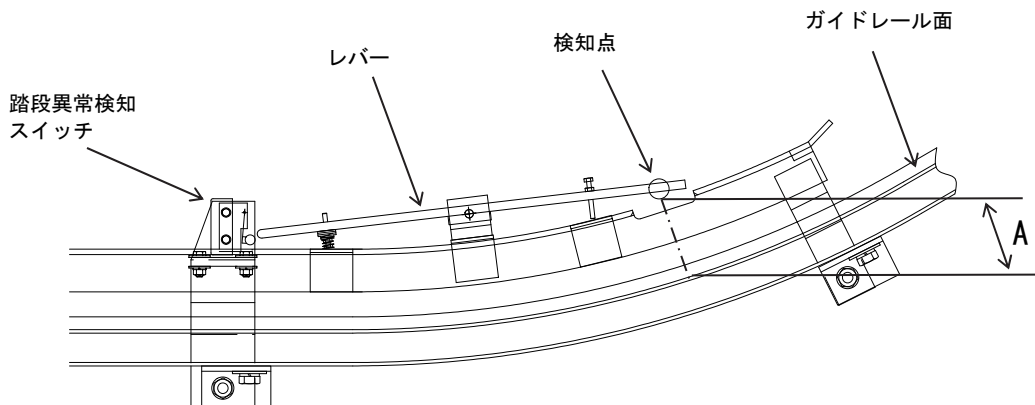 ガイドレール面
検知点
レバー
踏段異常検知
スイッチ
A